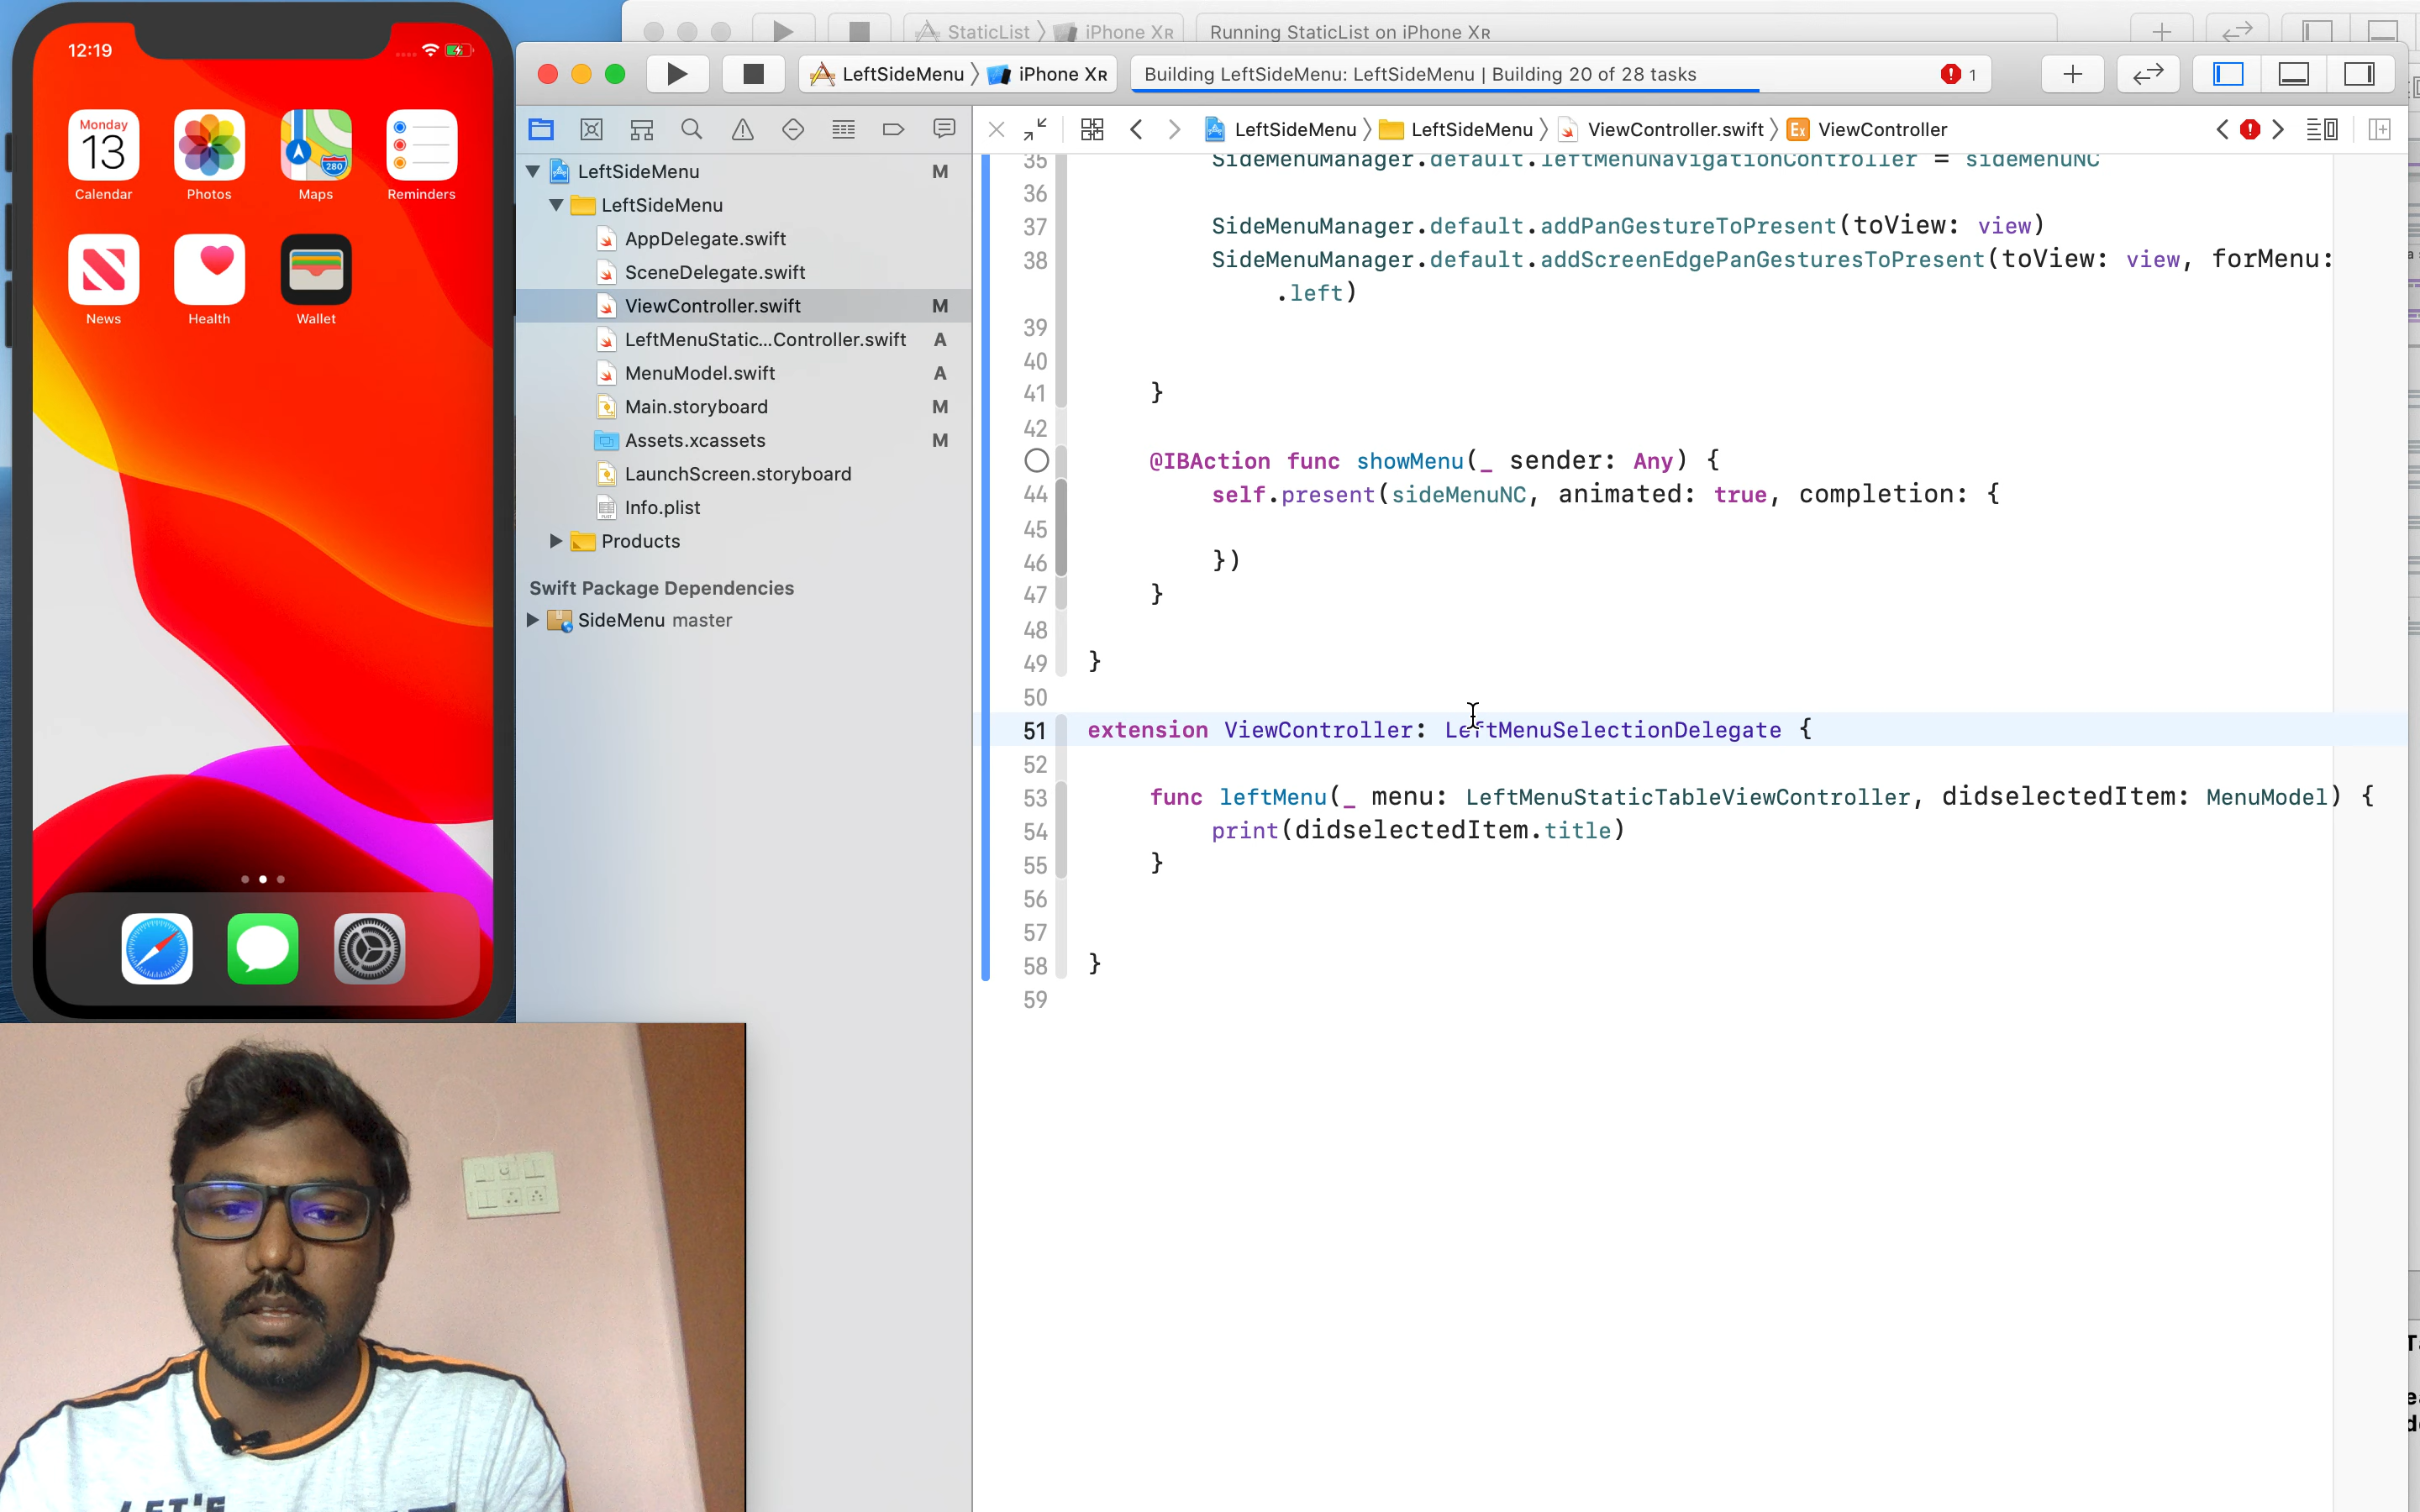 12:19
Monday
13
280
Calendar
Photos
Maps
Reminders
News
Health
Wallet
StaticList
iPhone XR
Running StaticList on iPhone XR
LeftSideMenu
iPhone XR
Building LeftSideMenu: LeftSideMenu | Building 20 of 28 tasks
1
LeftSideMenu
LeftSideMenu
ViewController.swift
Ex ViewController
LeftSideMenu M
LeftSideMenu
AppDelegate.swift
SceneDelegate.swift
ViewController.swift M
LeftMenuStatic...Controller.swift A
MenuModel.swift A
Main.storyboard M
Assets.xcassets M
LaunchScreen.storyboard
Info.plist
Products
Swift Package Dependencies
SideMenu master
35 SideMenuManager.default.leftMenuNavigationController = sideMenuNC
36
37 SideMenuManager.default.addPanGestureToPresent(toView: view)
38 SideMenuManager.default.addScreenEdgePanGesturesToPresent(toView: view, forMenu:
.left)
39
40
41 }
42
@IBAction func showMenu(_ sender: Any) {
44 self.present(sideMenuNC, animated: true, completion: {
45
46 })
47 }
48
49 }
50
51 extension ViewController: LeftMenuSelectionDelegate {
52
53 func leftMenu(_ menu: LeftMenuStaticTableViewController, didselectedItem: MenuModel) {
54 print(didselectedItem.title)
55 }
56
57
58 }
59
LET'S